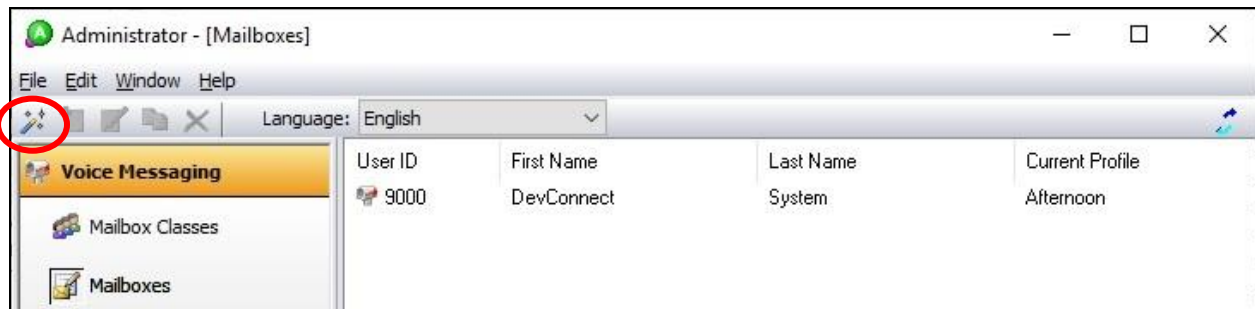 Administrator - [Mailboxes]
File Edit Window Help
Language: English
Voice Messaging
Mailbox Classes
Mailboxes
User ID First Name Last Name Current Profile
9000 DevConnect System Afternoon